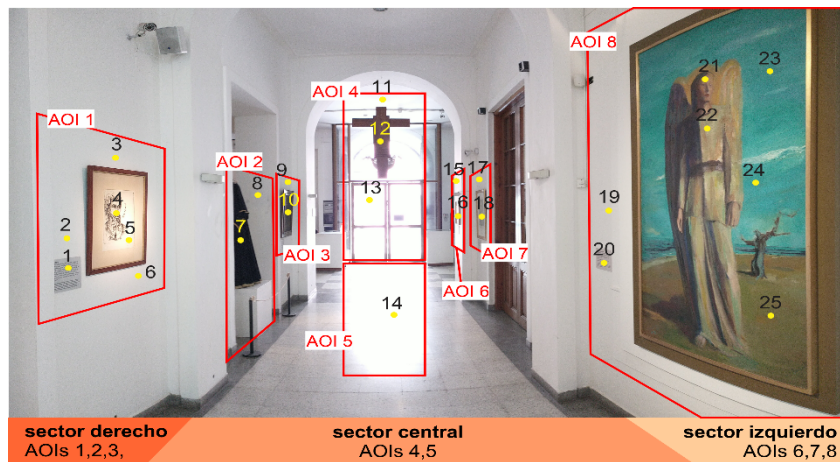 AOI 1
AOI 2
AOI 3
AOI 4
AOI 5
AOI 6
AOI 7
AOI 8
1
2
3
4
5
6
7
8
9
10
11
12
13
14
15
16
17
18
19
20
21
22
23
24
25
sector derecho
AOIs 1,2,3,
sector central
AOIs 4,5
sector izquierdo
AOIs 6,7,8